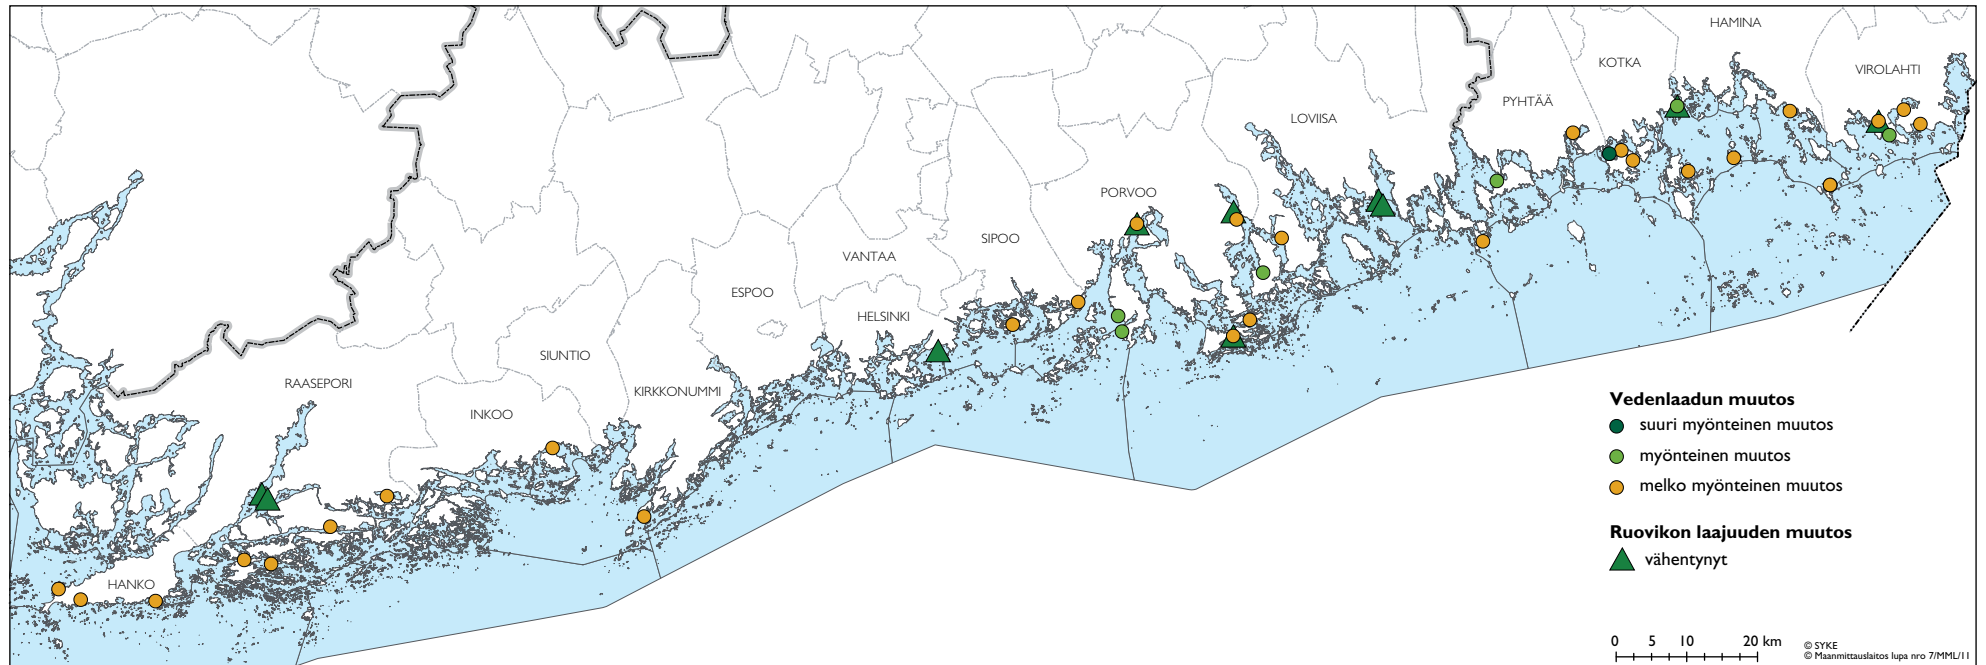 HAMINA
KOTKA
VIROLAHTI
PYHTÄÄ
LOVIISA
PORVOO
SIPOO
VANTAA
ESPOO
HELSINKI
SIUNTIO
RAASEPORI
KIRKKONUMMI
INKOO
HANKO
Vedenlaadun muutos
suuri myönteinen muutos
myönteinen muutos
melko myönteinen muutos
Ruovikon laajuuden muutos
vähentynyt
0 5 10 20 km
© SYKE
© Maanmittauslaitos lupa nro 7/MML/11